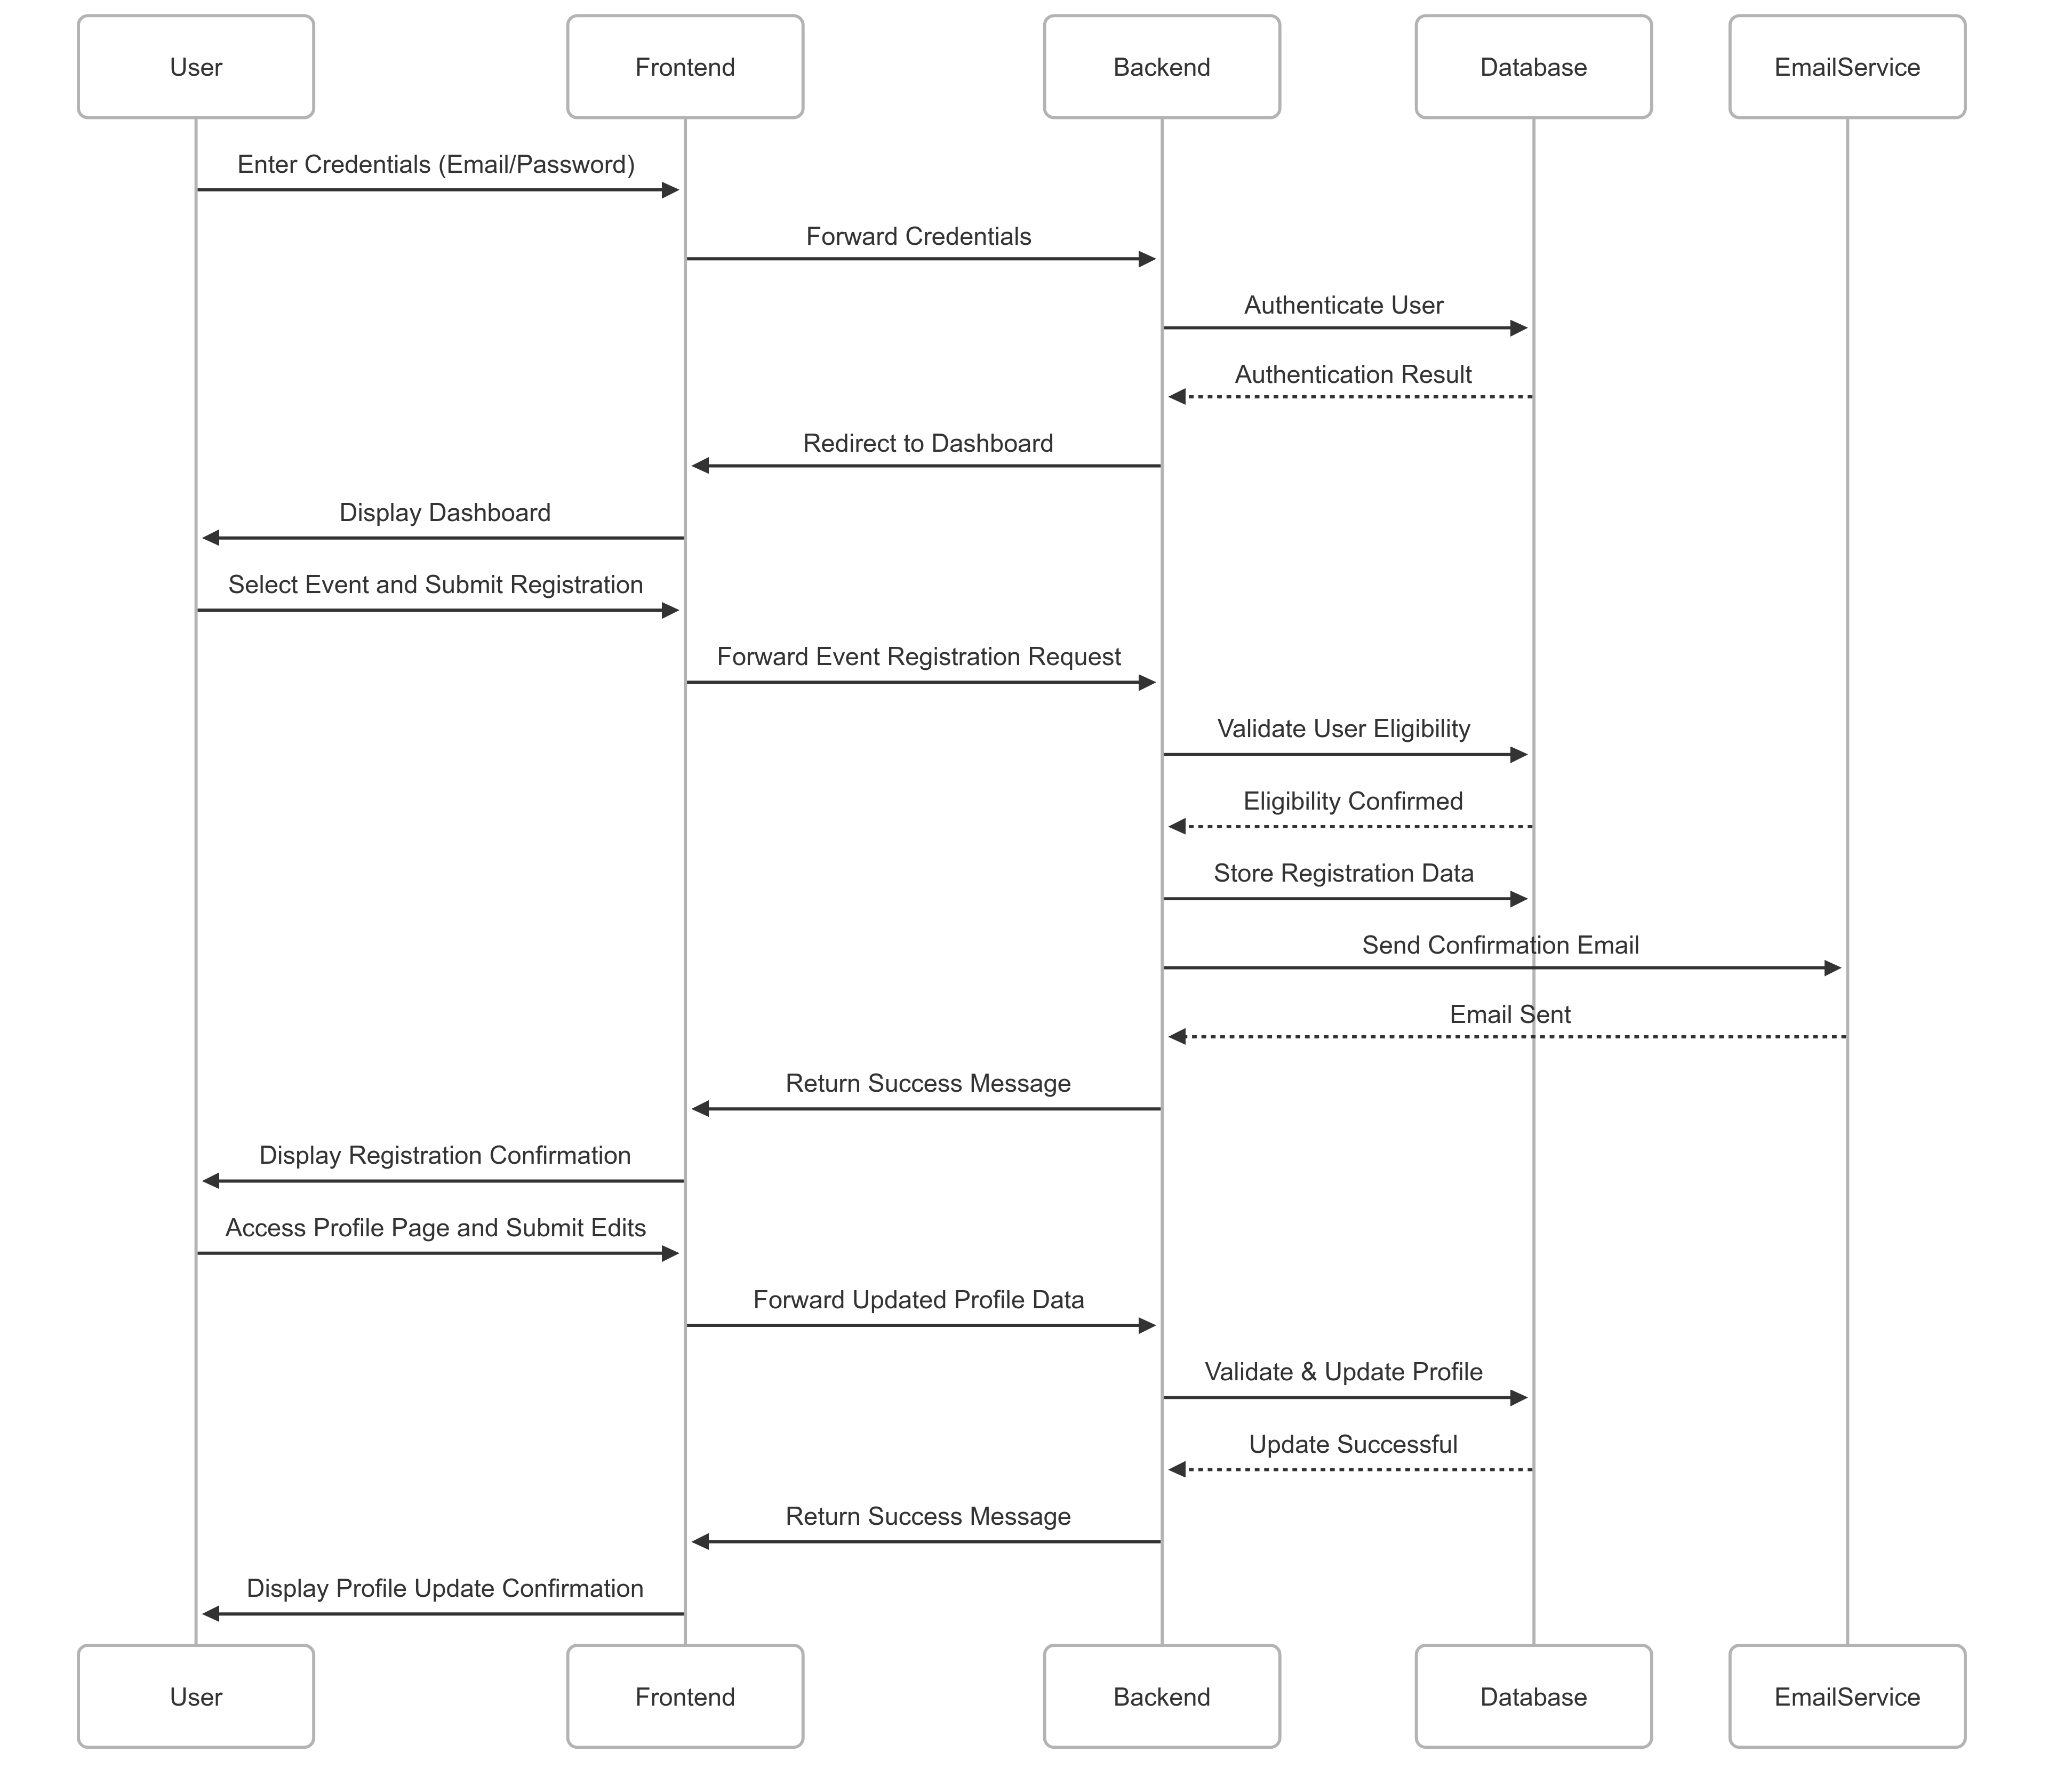 User
Frontend
Backend
Database
EmailService
Enter Credentials (Email/Password)
Forward Credentials
Authenticate User
Authentication Result
Redirect to Dashboard
Display Dashboard
Select Event and Submit Registration
Forward Event Registration Request
Validate User Eligibility
Eligibility Confirmed
Store Registration Data
Send Confirmation Email
Email Sent
Return Success Message
Display Registration Confirmation
Access Profile Page and Submit Edits
Forward Updated Profile Data
Validate & Update Profile
Update Successful
Return Success Message
Display Profile Update Confirmation
User
Frontend
Backend
Database
EmailService